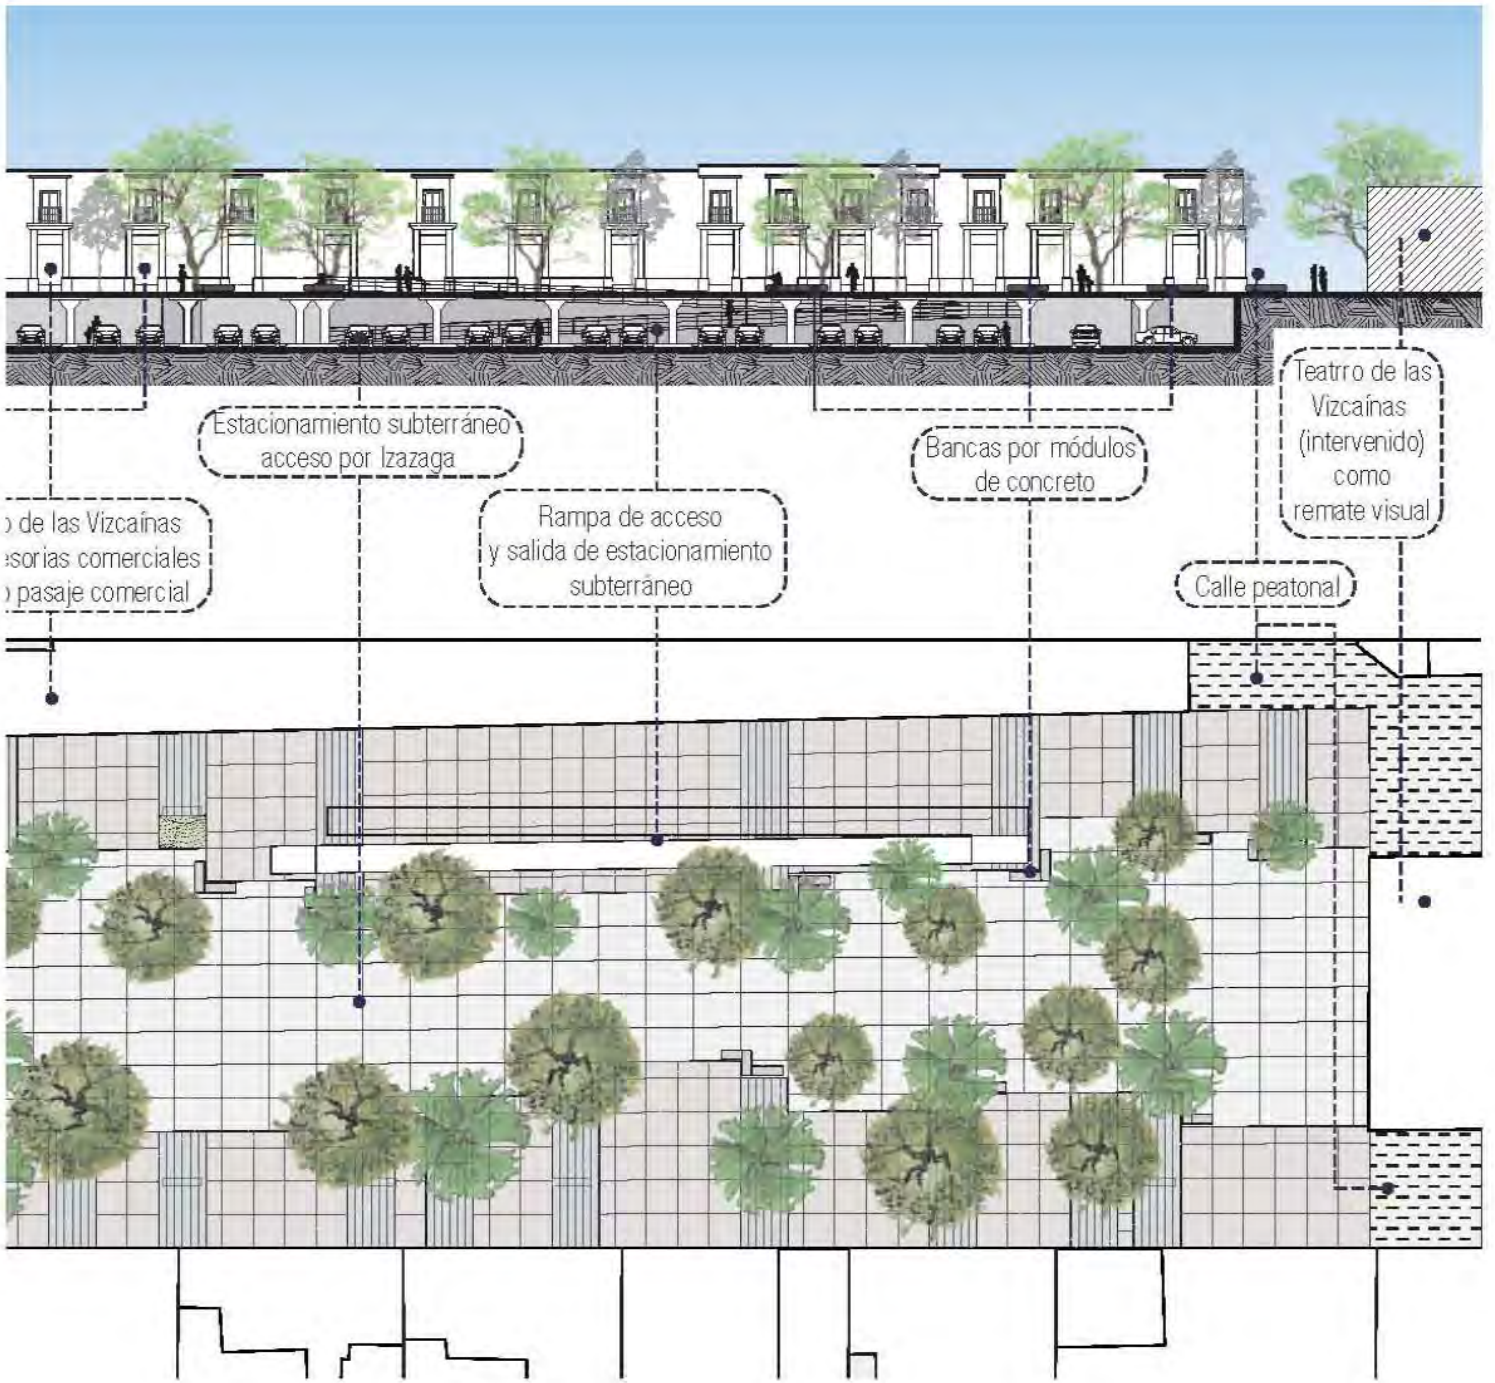 Estacionamiento subterráneo
acceso por Izazaga
de las Vizcaínas
comerciales
pasaje comercial
Rampa de acceso
y salida de estacionamiento
subterráneo
Bancas por módulos
de concreto
Teatrro de las
Vizcaínas
(intervenido)
como
remate visual
Calle peatonal